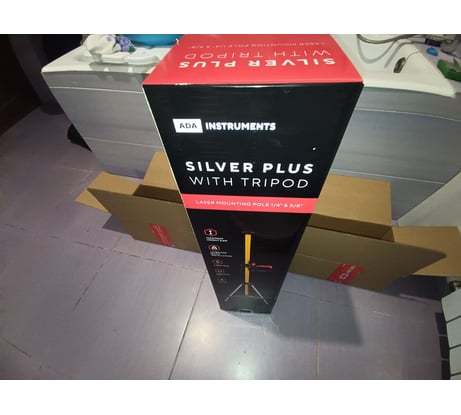 SILVER PLUS
WITH TRIPOD
LASER MOUNTING POLE 1/4" & 5/8"
ADA INSTRUMENTS
SILVER PLUS
WITH TRIPOD
LASER MOUNTING POLE 1/4" & 5/8"